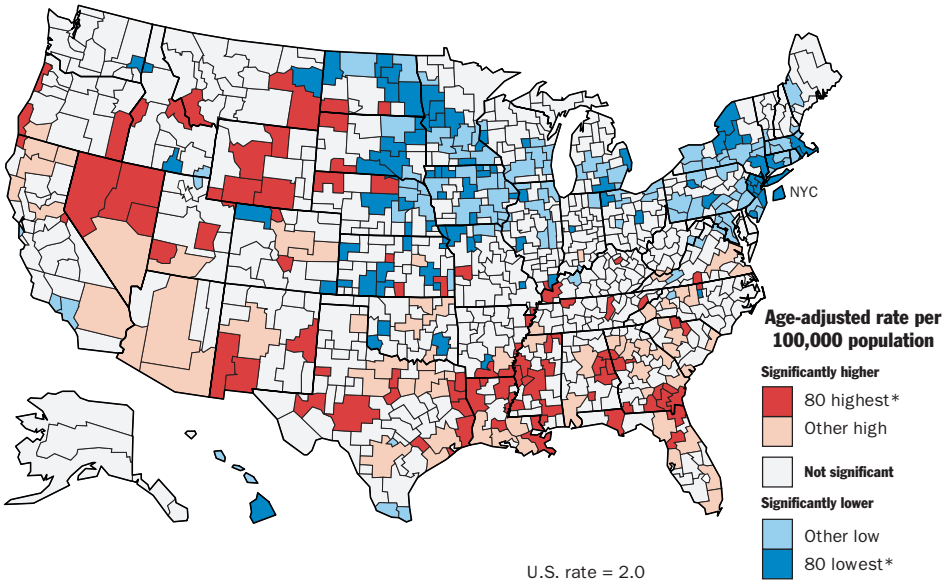 NYC
Age-adjusted rate per
100,000 population
Significantly higher
80 highest*
Other high
Not significant
Significantly lower
Other low
80 lowest*
U.S. rate = 2.0